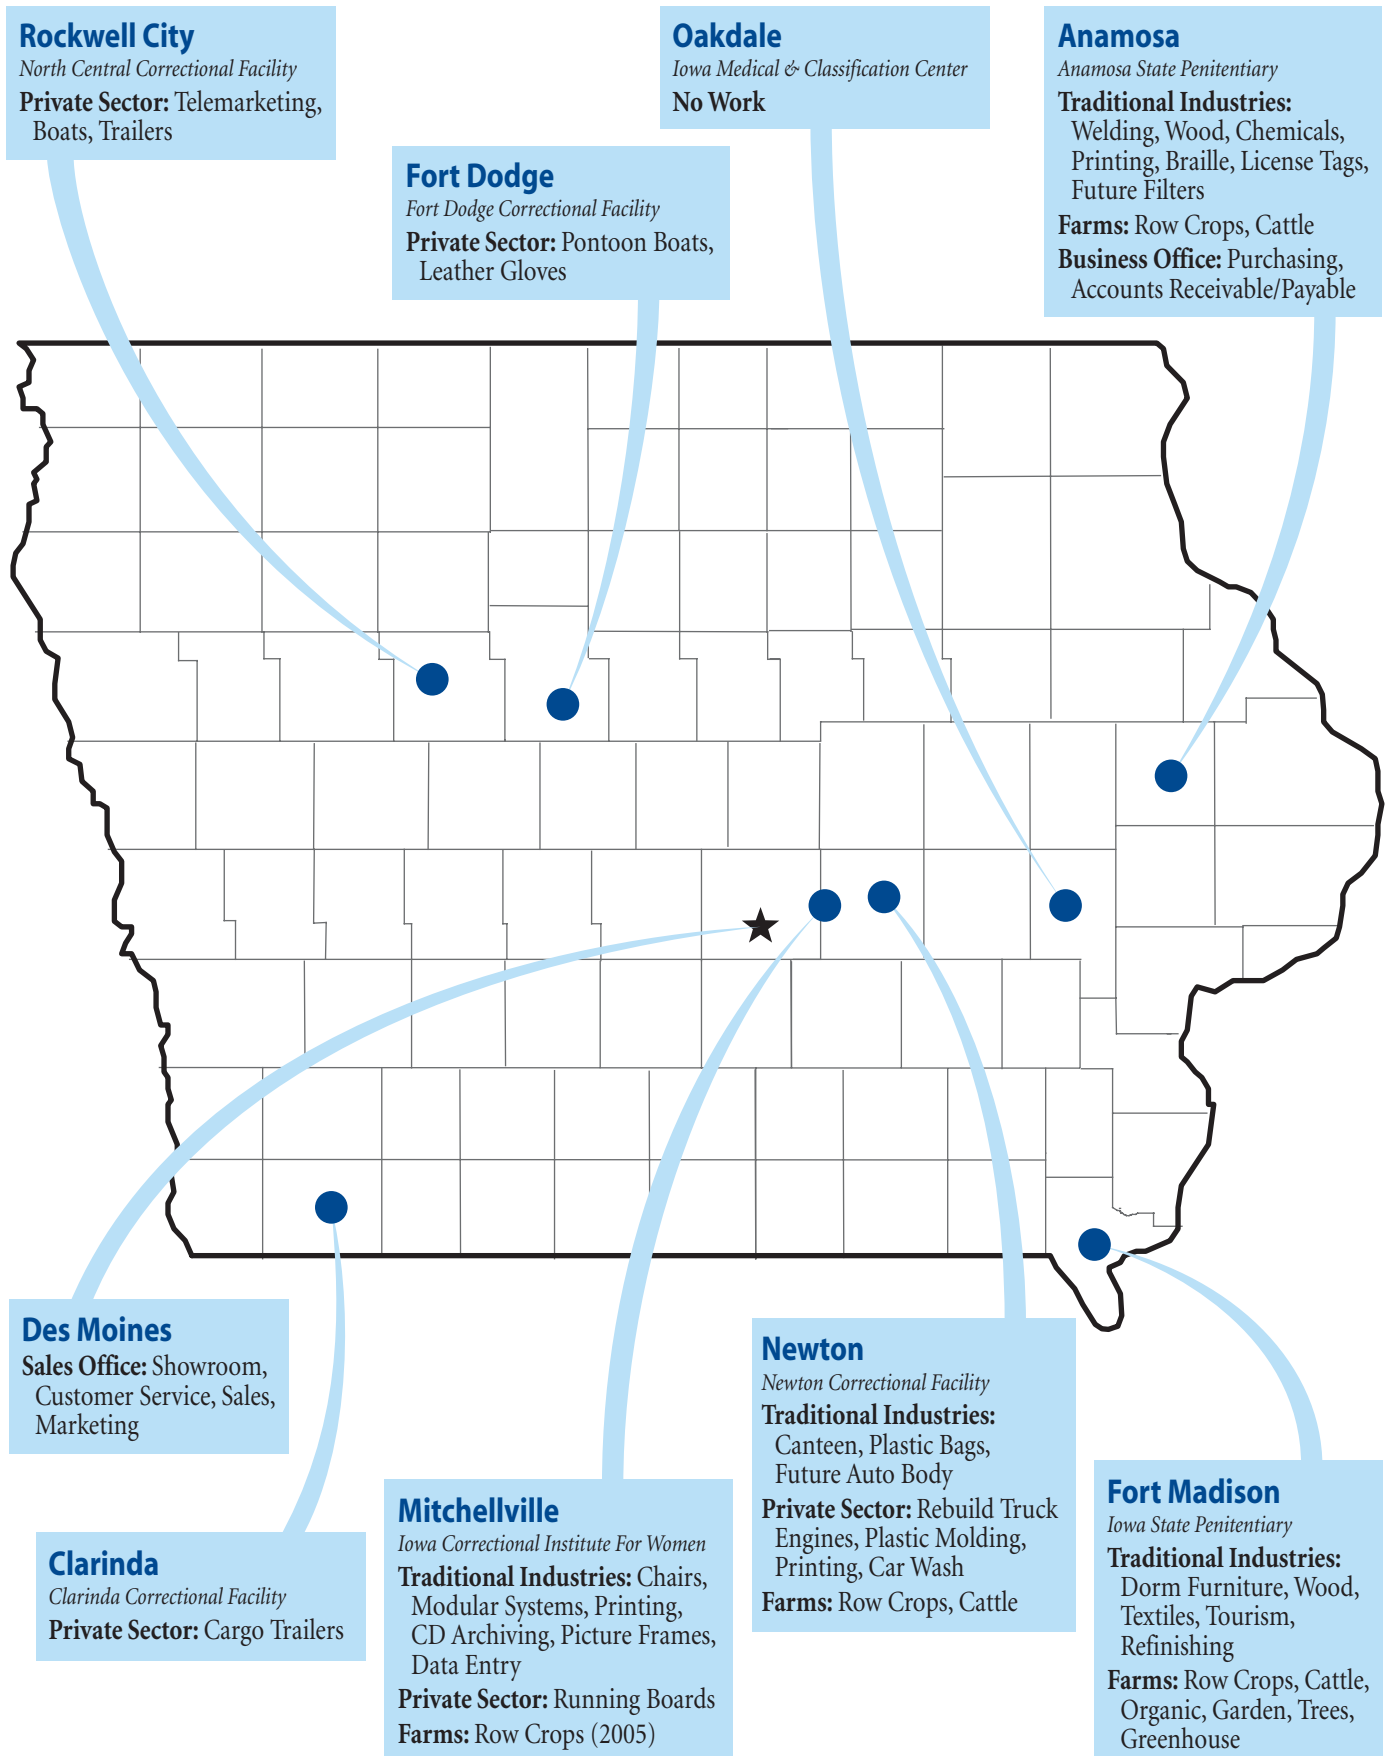 Rockwell City
North Central Correctional Facility
Private Sector: Telemarketing,
Boats, Trailers
Oakdale
Iowa Medical & Classification Center
No Work
Anamosa
Anamosa State Penitentiary
Traditional Industries:
Welding, Wood, Chemicals,
Printing, Braille, License Tags,
Future Filters
Farms: Row Crops, Cattle
Business Office: Purchasing,
Accounts Receivable/Payable
Fort Dodge
Fort Dodge Correctional Facility
Private Sector: Pontoon Boats,
Leather Gloves
Des Moines
Sales Office: Showroom,
Customer Service, Sales,
Marketing
Clarinda
Clarinda Correctional Facility
Private Sector: Cargo Trailers
Mitchellville
Iowa Correctional Institute For Women
Traditional Industries: Chairs,
Modular Systems, Printing,
CD Archiving, Picture Frames,
Data Entry
Private Sector: Running Boards
Farms: Row Crops (2005)
Newton
Newton Correctional Facility
Traditional Industries:
Canteen, Plastic Bags,
Future Auto Body
Private Sector: Rebuild Truck
Engines, Plastic Molding,
Printing, Car Wash
Farms: Row Crops, Cattle
Fort Madison
Iowa State Penitentiary
Traditional Industries:
Dorm Furniture, Wood,
Textiles, Tourism,
Refinishing
Farms: Row Crops, Cattle,
Organic, Garden, Trees,
Greenhouse